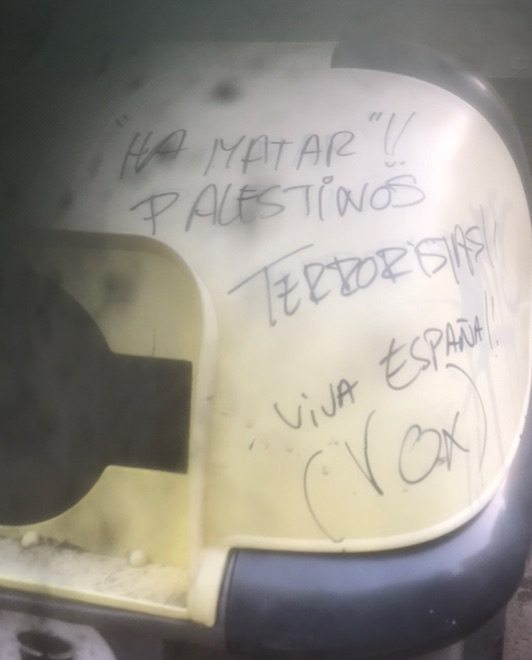 "HA MATAR"!!
PALESTINOS
TERRORISTAS!!
VIVA ESPAÑA!!
(VOX)